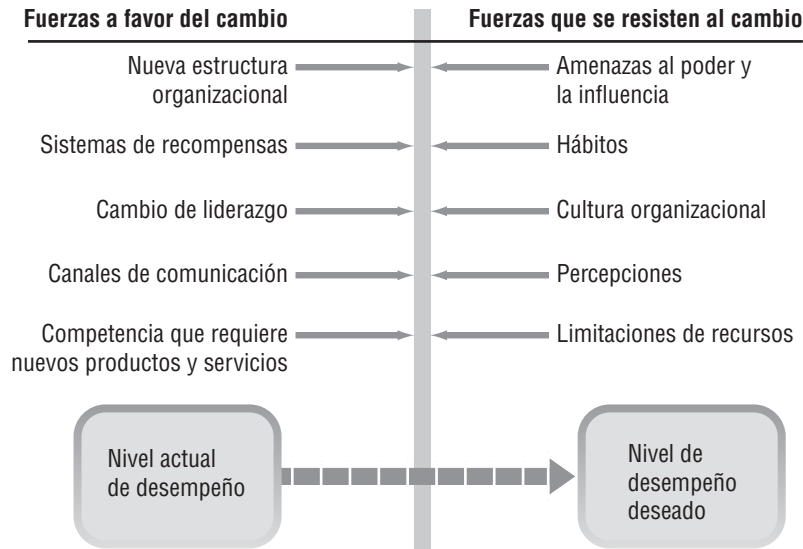 Fuerzas a favor del cambio
Fuerzas que se resisten al cambio
Nueva estructura
organizacional
Amenazas al poder y
la influencia
Sistemas de recompensas
Hábitos
Cambio de liderazgo
Cultura organizacional
Canales de comunicación
Percepciones
Competencia que requiere
nuevos productos y servicios
Limitaciones de recursos
Nivel actual
de desempeño
Nivel de
desempeño
deseado